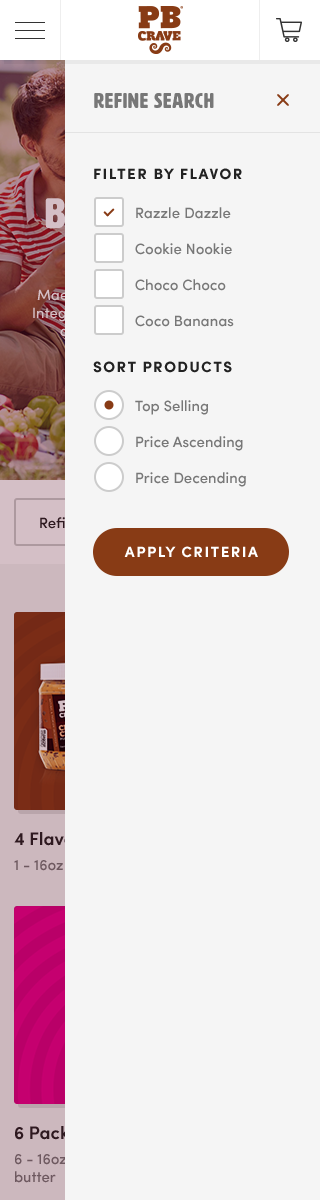 PB
CRAVE
REFINE SEARCH
FILTER BY FLAVOR
Razzle Dazzle
Cookie Nookie
Choco Choco
Coco Bananas
SORT PRODUCTS
Top Selling
Price Ascending
Price Decending
APPLY CRITERIA
B
Mae
Integ
Refi
4 Flav
1 - 16oz
6 Pack
6 - 16oz
butter